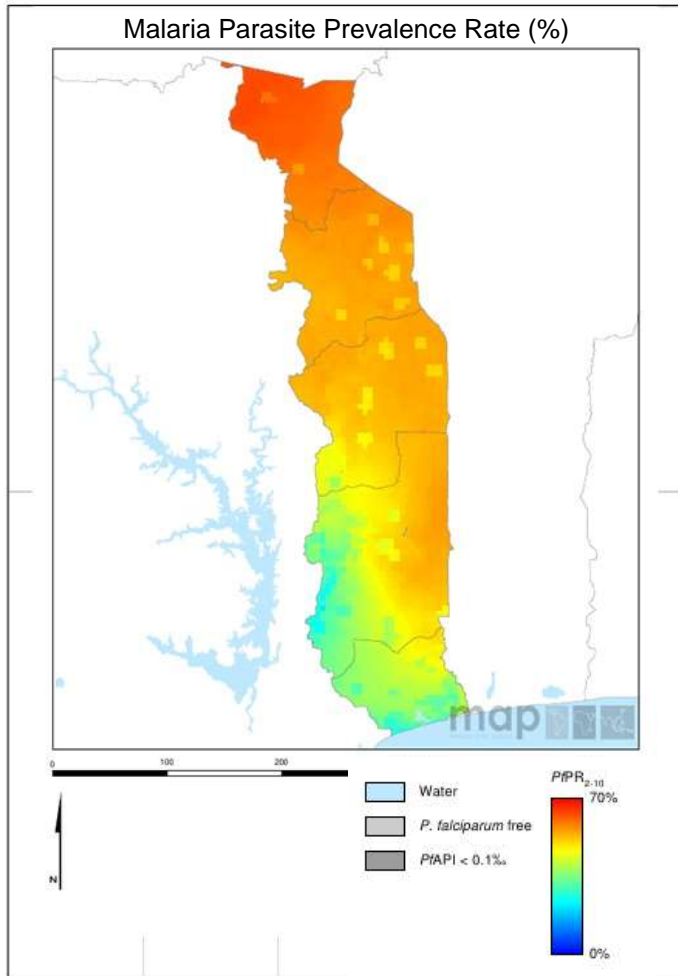 Malaria Parasite Prevalence Rate (%)
map
0 100 200
Water
P. falciparum free
PfAPI < 0.1‰
N
PfPR2-10
70%
0%